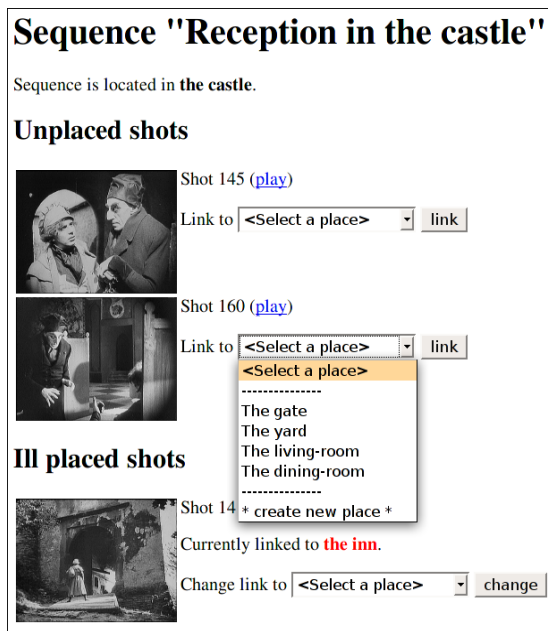 Sequence "Reception in the castle"
Sequence is located in the castle.
Unplaced shots
Shot 145 (play)
Link to <Select a place> link
Shot 160 (play)
Link to <Select a place> link
<Select a place>
---------------
The gate
The yard
The living-room
The dining-room
---------------
* create new place *
Ill placed shots
Shot 14
Currently linked to the inn.
Change link to <Select a place> change